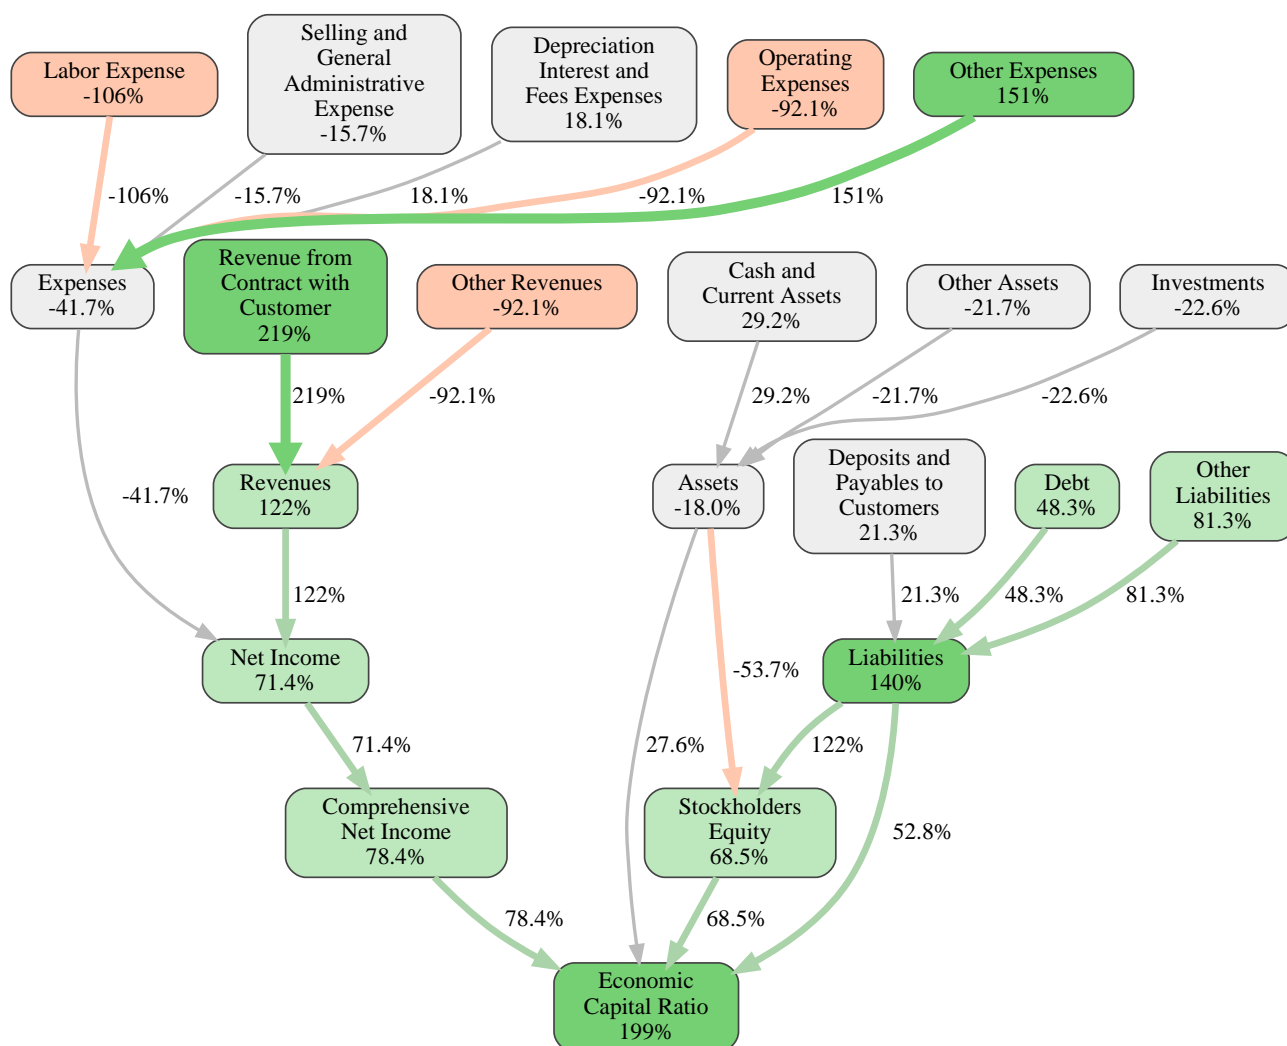 Labor Expense
-106%
Selling and
General
Administrative
Expense
-15.7%
Depreciation
Interest and
Fees Expenses
18.1%
Operating
Expenses
-92.1%
Other Expenses
151%
-106%
-15.7%
18.1%
-92.1%
151%
Expenses
-41.7%
Revenue from
Contract with
Customer
219%
Other Revenues
-92.1%
Cash and
Current Assets
29.2%
Other Assets
-21.7%
Investments
-22.6%
219%
-92.1%
29.2%
-21.7%
-22.6%
-41.7%
Revenues
122%
Assets
-18.0%
Deposits and
Payables to
Customers
21.3%
Debt
48.3%
Other
Liabilities
81.3%
122%
21.3%
48.3%
81.3%
Net Income
71.4%
-53.7%
Liabilities
140%
71.4%
27.6%
122%
Comprehensive
Net Income
78.4%
Stockholders
Equity
68.5%
52.8%
78.4%
68.5%
Economic
Capital Ratio
199%